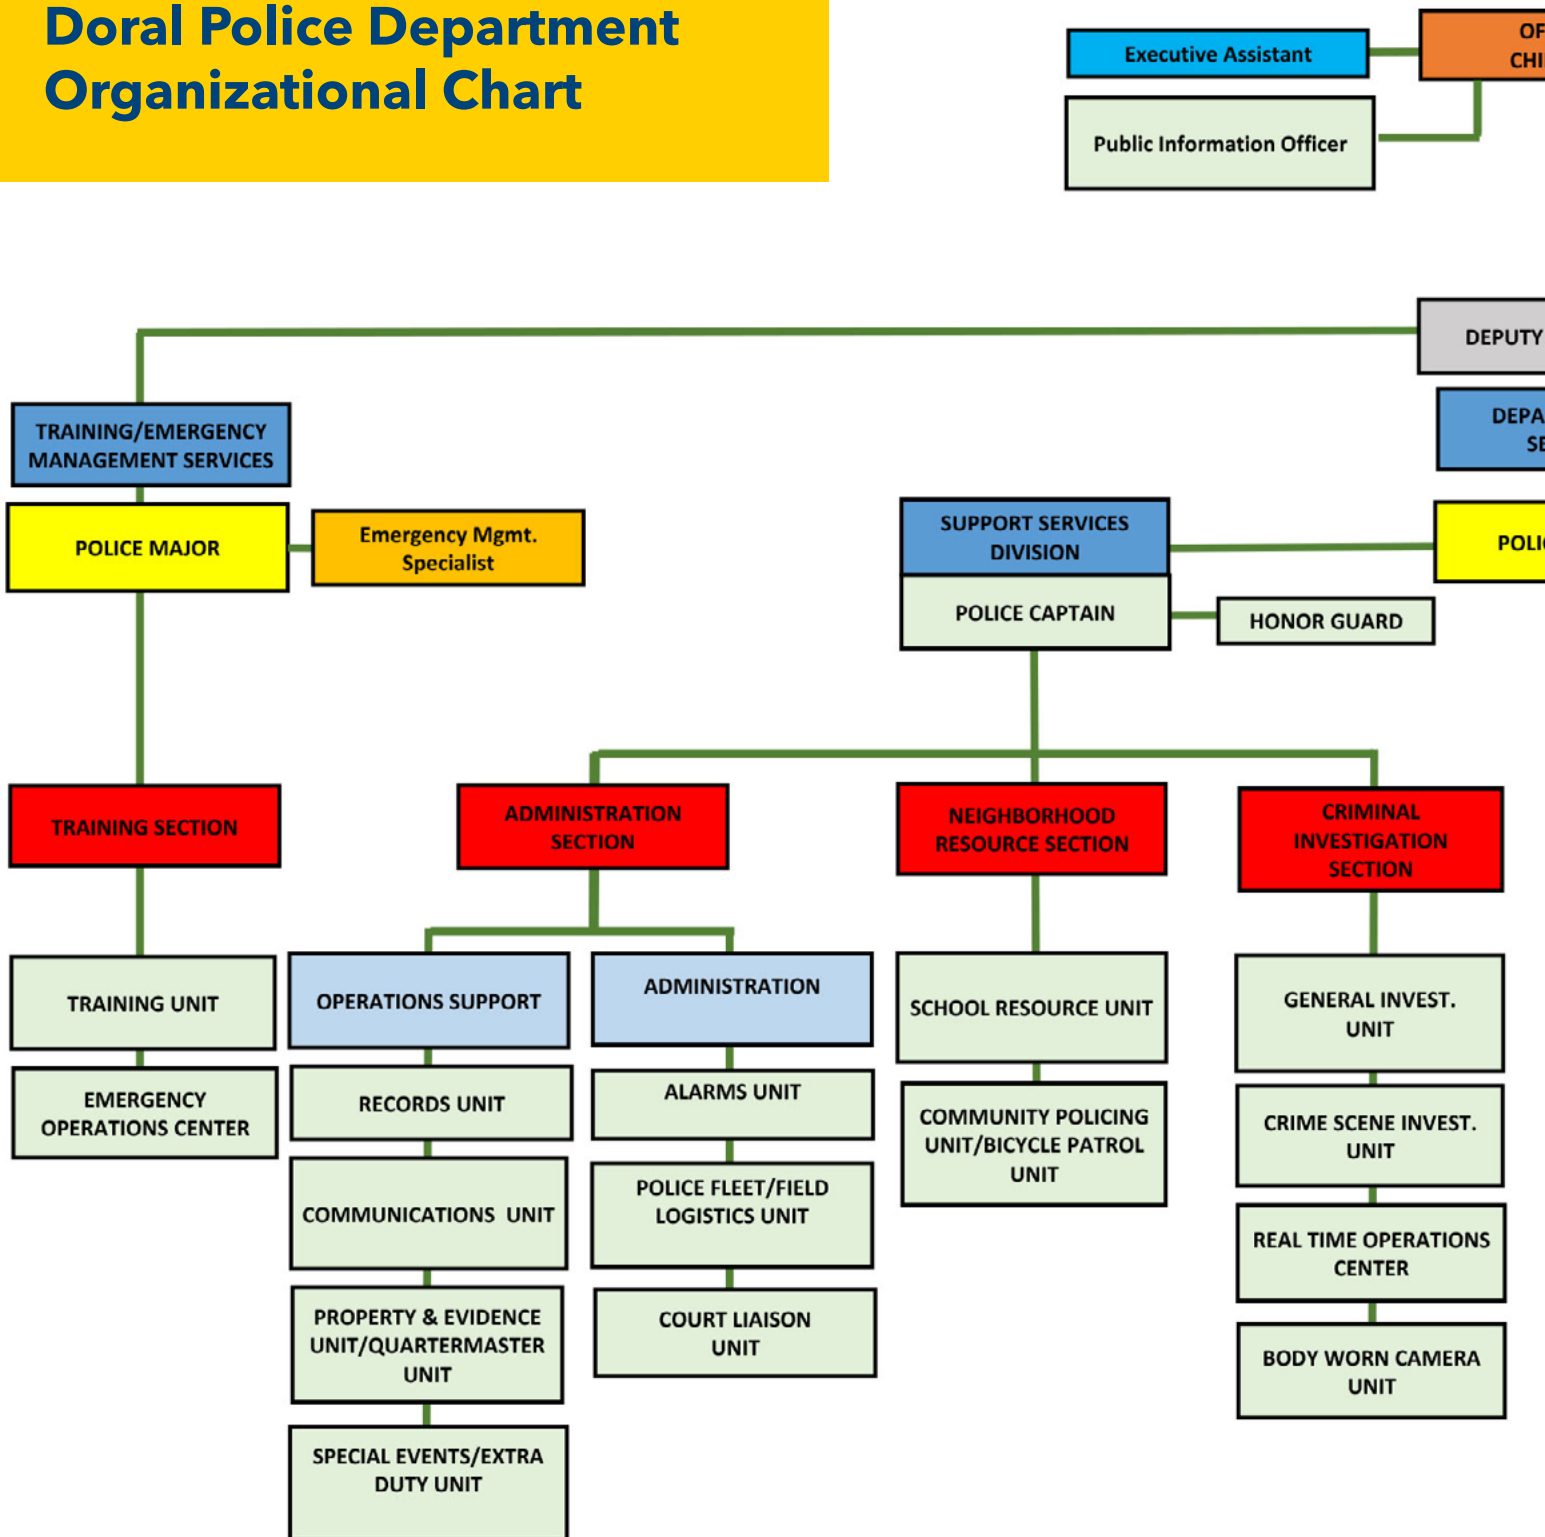 Doral Police Department
Organizational Chart
Executive Assistant
Public Information Officer
DEPUTY
TRAINING/EMERGENCY
MANAGEMENT SERVICES
POLICE MAJOR
Emergency Mgmt.
Specialist
SUPPORT SERVICES
DIVISION
POLICE CAPTAIN
HONOR GUARD
TRAINING SECTION
ADMINISTRATION
SECTION
NEIGHBORHOOD
RESOURCE SECTION
CRIMINAL
INVESTIGATION
SECTION
TRAINING UNIT
EMERGENCY
OPERATIONS CENTER
OPERATIONS SUPPORT
RECORDS UNIT
COMMUNICATIONS UNIT
PROPERTY & EVIDENCE
UNIT/QUARTERMASTER
UNIT
SPECIAL EVENTS/EXTRA
DUTY UNIT
ADMINISTRATION
ALARMS UNIT
POLICE FLEET/FIELD
LOGISTICS UNIT
COURT LIAISON
UNIT
SCHOOL RESOURCE UNIT
COMMUNITY POLICING
UNIT/BICYCLE PATROL
UNIT
GENERAL INVEST.
UNIT
CRIME SCENE INVEST.
UNIT
REAL TIME OPERATIONS
CENTER
BODY WORN CAMERA
UNIT